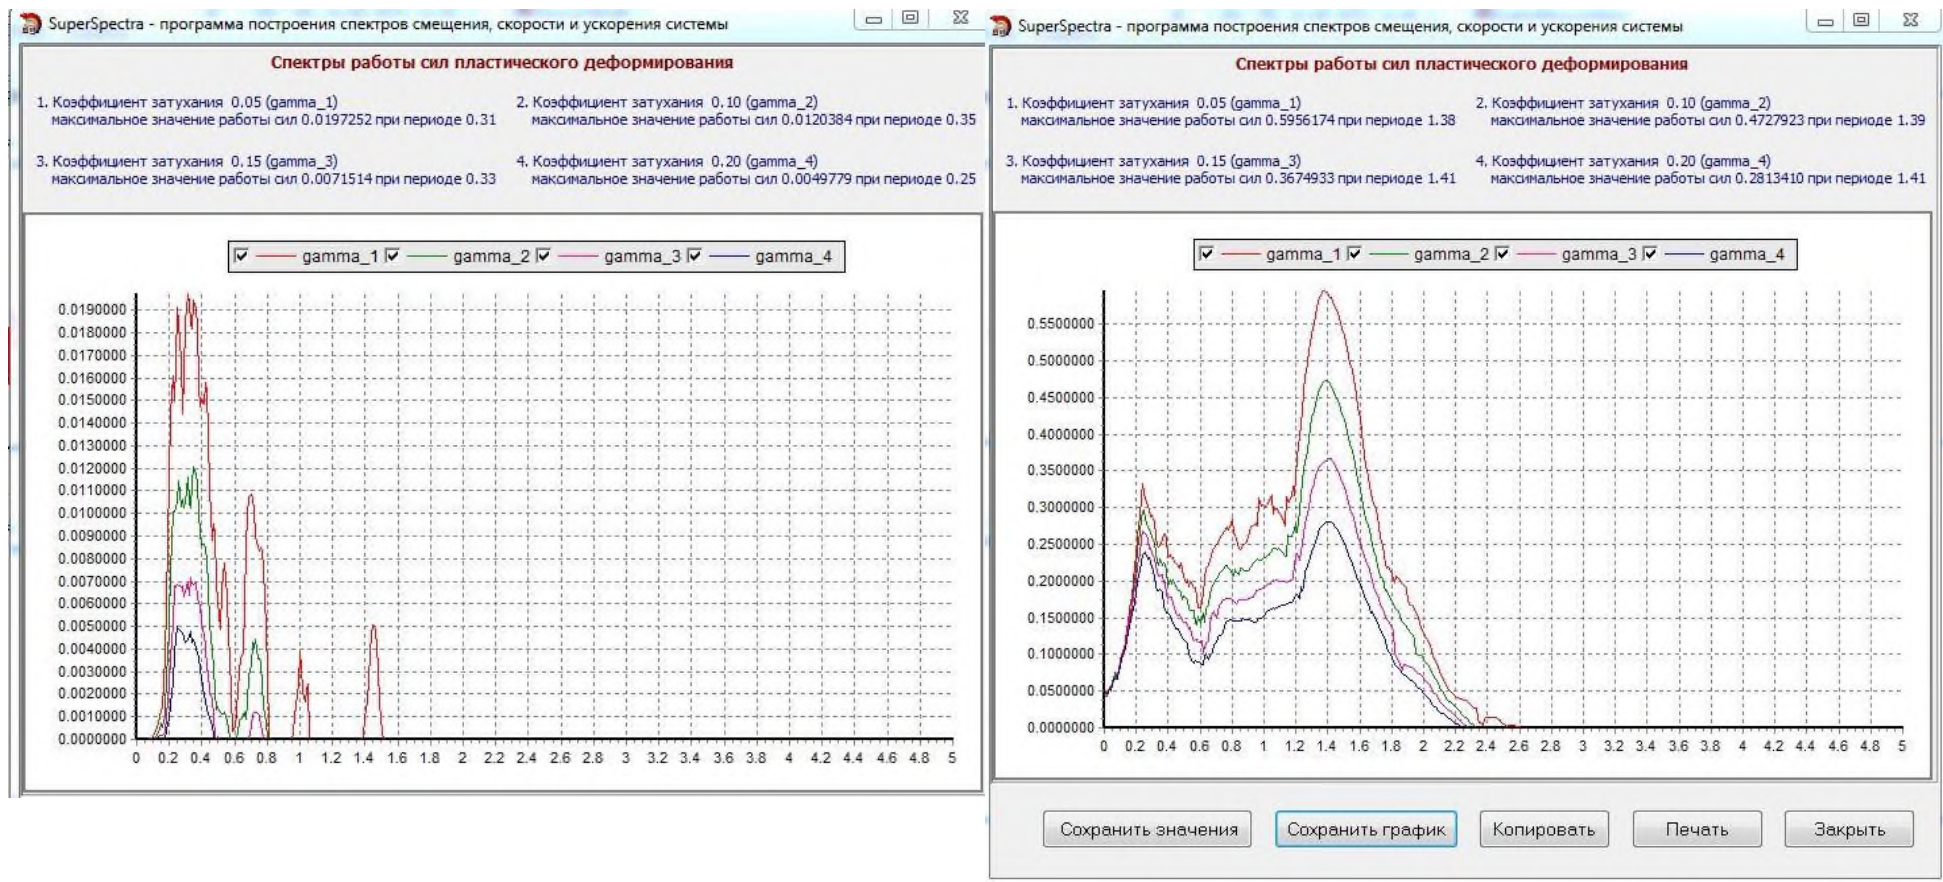 SuperSpectra - программа построения спектров смещения, скорости и ускорения системы
Спектры работы сил пластического деформирования
1. Коэффициент затухания 0.05 (gamma_1)
максимальное значение работы сил 0.0197252 при периоде 0.31
2. Коэффициент затухания 0.10 (gamma_2)
максимальное значение работы сил 0.0120384 при периоде 0.35
3. Коэффициент затухания 0.15 (gamma_3)
максимальное значение работы сил 0.0071514 при периоде 0.33
4. Коэффициент затухания 0.20 (gamma_4)
максимальное значение работы сил 0.0049779 при периоде 0.25
gamma_1 gamma_2 gamma_3 gamma_4
0.0190000
0.0180000
0.0170000
0.0160000
0.0150000
0.0140000
0.0130000
0.0120000
0.0110000
0.0100000
0.0090000
0.0080000
0.0070000
0.0060000
0.0050000
0.0040000
0.0030000
0.0020000
0.0010000
0.0000000
0 0.2 0.4 0.6 0.8 1 1.2 1.4 1.6 1.8 2 2.2 2.4 2.6 2.8 3 3.2 3.4 3.6 3.8 4 4.2 4.4 4.6 4.8 5
SuperSpectra - программа построения спектров смещения, скорости и ускорения системы
Спектры работы сил пластического деформирования
1. Коэффициент затухания 0.05 (gamma_1)
максимальное значение работы сил 0.5956174 при периоде 1.38
2. Коэффициент затухания 0.10 (gamma_2)
максимальное значение работы сил 0.4727923 при периоде 1.39
3. Коэффициент затухания 0.15 (gamma_3)
максимальное значение работы сил 0.3674933 при периоде 1.41
4. Коэффициент затухания 0.20 (gamma_4)
максимальное значение работы сил 0.2813410 при периоде 1.41
gamma_1 gamma_2 gamma_3 gamma_4
0.5500000
0.5000000
0.4500000
0.4000000
0.3500000
0.3000000
0.2500000
0.2000000
0.1500000
0.1000000
0.0500000
0.0000000
0 0.2 0.4 0.6 0.8 1 1.2 1.4 1.6 1.8 2 2.2 2.4 2.6 2.8 3 3.2 3.4 3.6 3.8 4 4.2 4.4 4.6 4.8 5
Сохранить значения
Сохранить график
Копировать
Печать
Закрыть